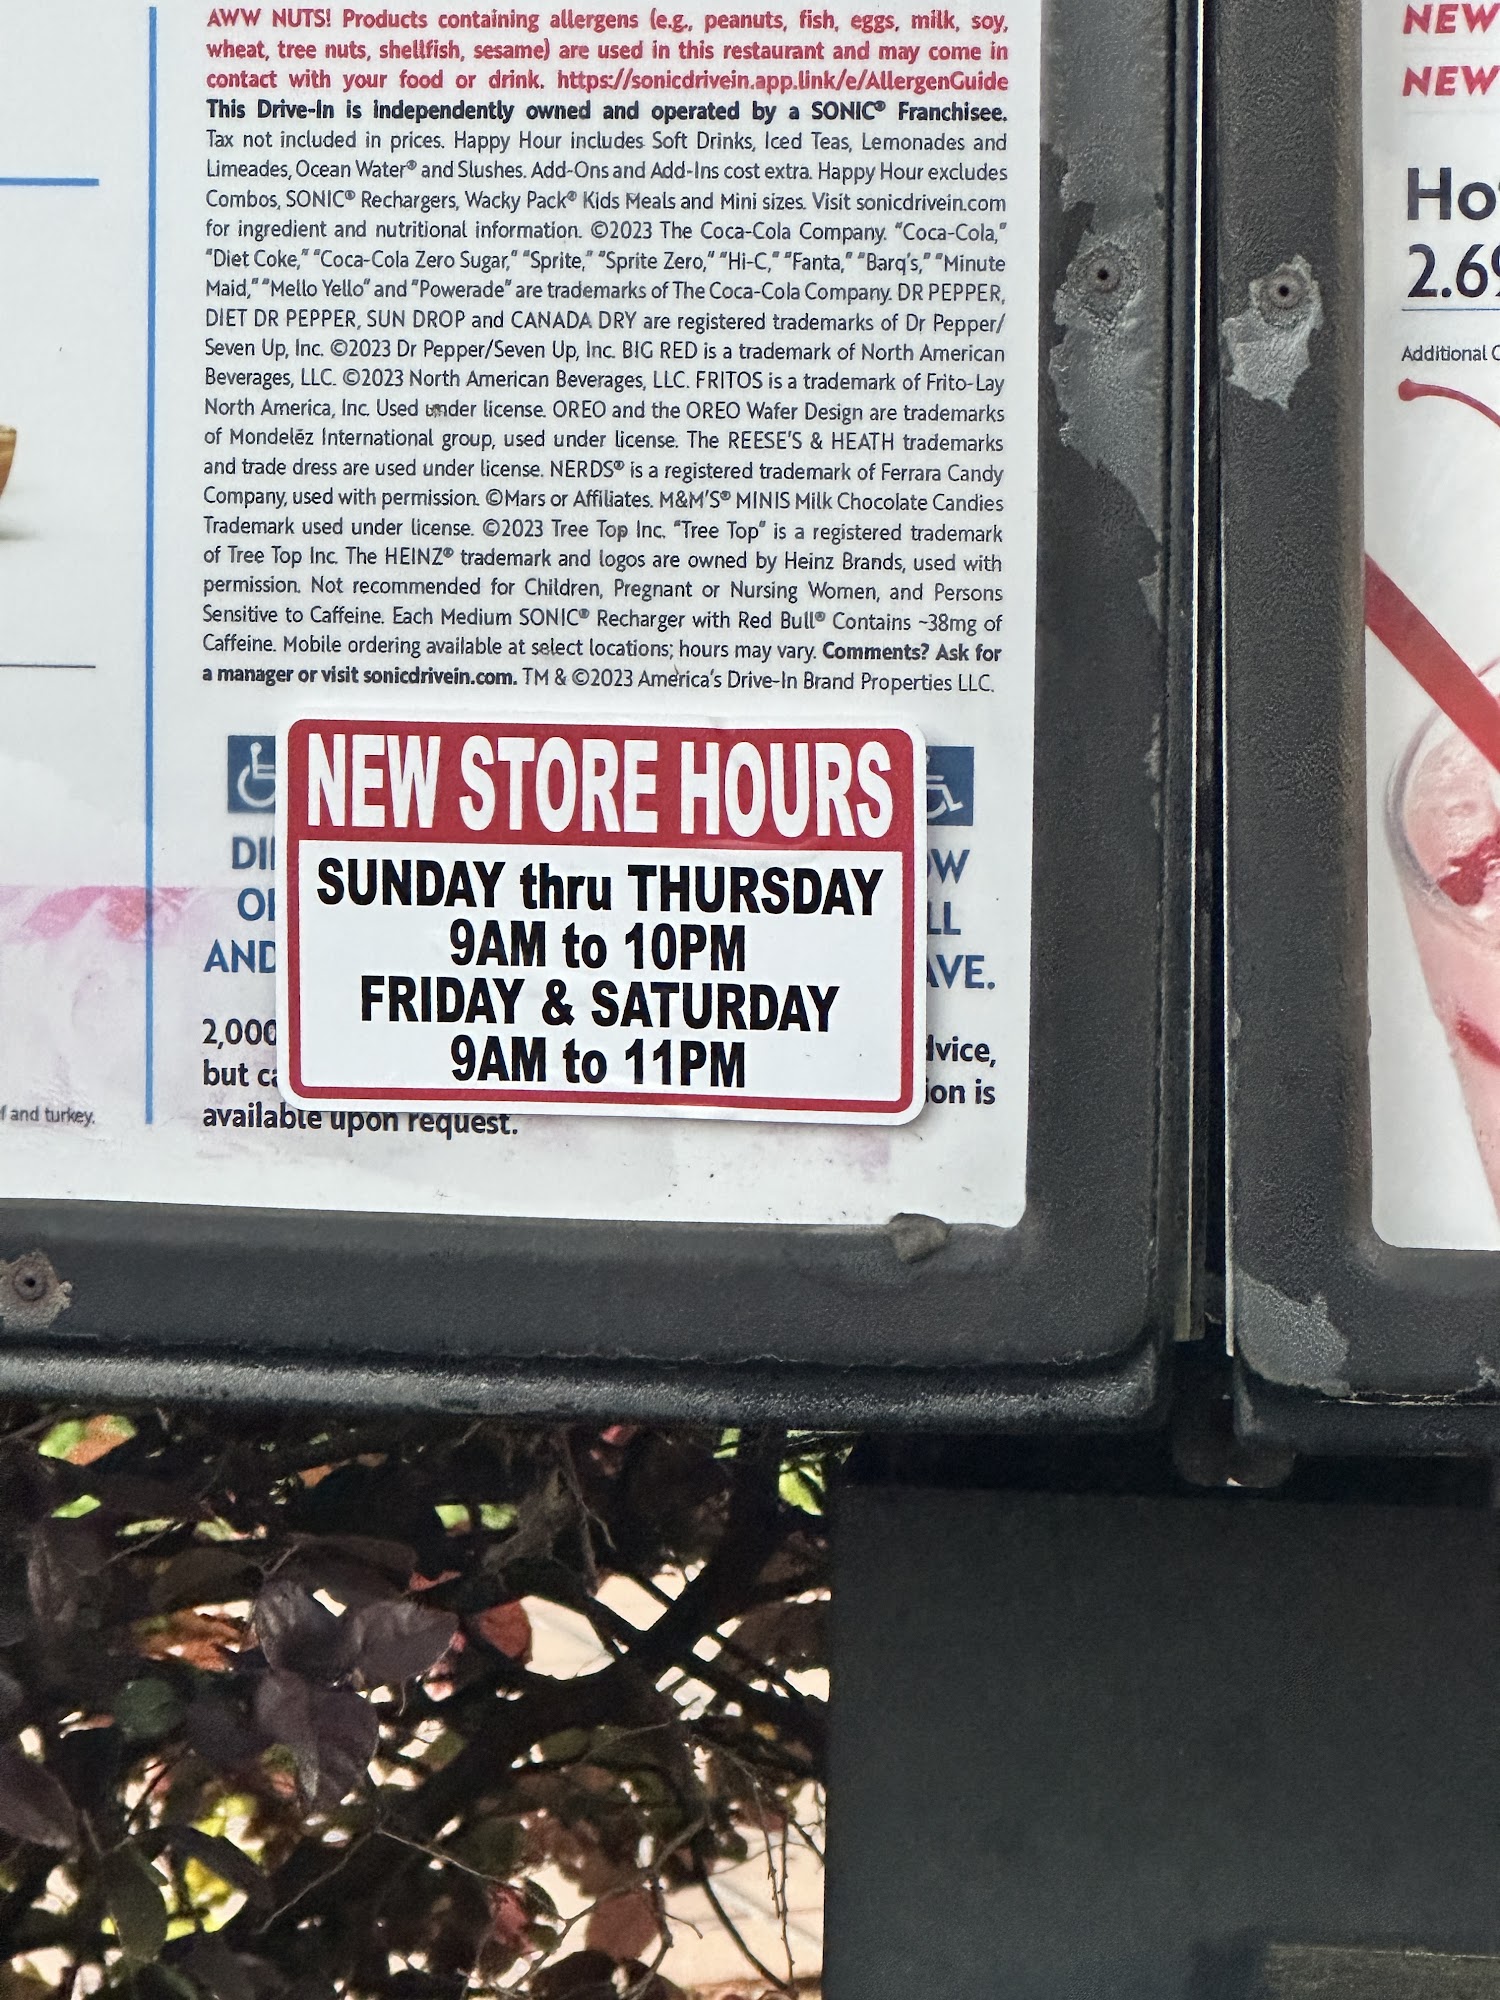 AWW NUTS! Products containing allergens (e.g., peanuts, fish, eggs, milk, soy,
wheat, tree nuts, shellfish, sesame) are used in this restaurant and may come in
contact with your food or drink. https://sonicdrivein.app.link/e/AllergenGuide
This Drive-In is independently owned and operated by a SONIC® Franchisee.
Tax not included in prices. Happy Hour includes Soft Drinks, Iced Teas, Lemonades and
Limeades, Ocean Water® and Slushes. Add-Ons and Add-Ins cost extra. Happy Hour excludes
Combos, SONIC® Rechargers, Wacky Pack® Kids Meals and Mini sizes. Visit sonicdrivein.com
for ingredient and nutritional information. ©2023 The Coca-Cola Company. "Coca-Cola,"
"Diet Coke," "Coca-Cola Zero Sugar," "Sprite," "Sprite Zero," "Hi-C," "Fanta," "Barq's," "Minute
Maid," "Mello Yello" and "Powerade" are trademarks of The Coca-Cola Company. DR PEPPER,
DIET DR PEPPER, SUN DROP and CANADA DRY are registered trademarks of Dr Pepper/
Seven Up, Inc. ©2023 Dr Pepper/Seven Up, Inc. BIG RED is a trademark of North American
Beverages, LLC. ©2023 North American Beverages, LLC. FRITOS is a trademark of Frito-Lay
North America, Inc. Used under license. OREO and the OREO Wafer Design are trademarks
of Mondelēz International group, used under license. The REESE'S & HEATH trademarks
and trade dress are used under license. NERDS® is a registered trademark of Ferrara Candy
Company, used with permission. ©Mars or Affiliates. M&M'S® MINIS Milk Chocolate Candies
Trademark used under license. ©2023 Tree Top Inc. "Tree Top" is a registered trademark
of Tree Top Inc. The HEINZ® trademark and logos are owned by Heinz Brands, used with
permission. Not recommended for Children, Pregnant or Nursing Women, and Persons
Sensitive to Caffeine. Each Medium SONIC® Recharger with Red Bull® Contains ~38mg of
Caffeine. Mobile ordering available at select locations; hours may vary. Comments? Ask for
a manager or visit sonicdrivein.com. TM & ©2023 America's Drive-In Brand Properties LLC.
NEW STORE HOURS
SUNDAY thru THURSDAY
9AM to 10PM
FRIDAY & SATURDAY
9AM to 11PM
AND
2,000
but
is
available upon request.
and turkey.
NEW
NEW
2.69
Additional